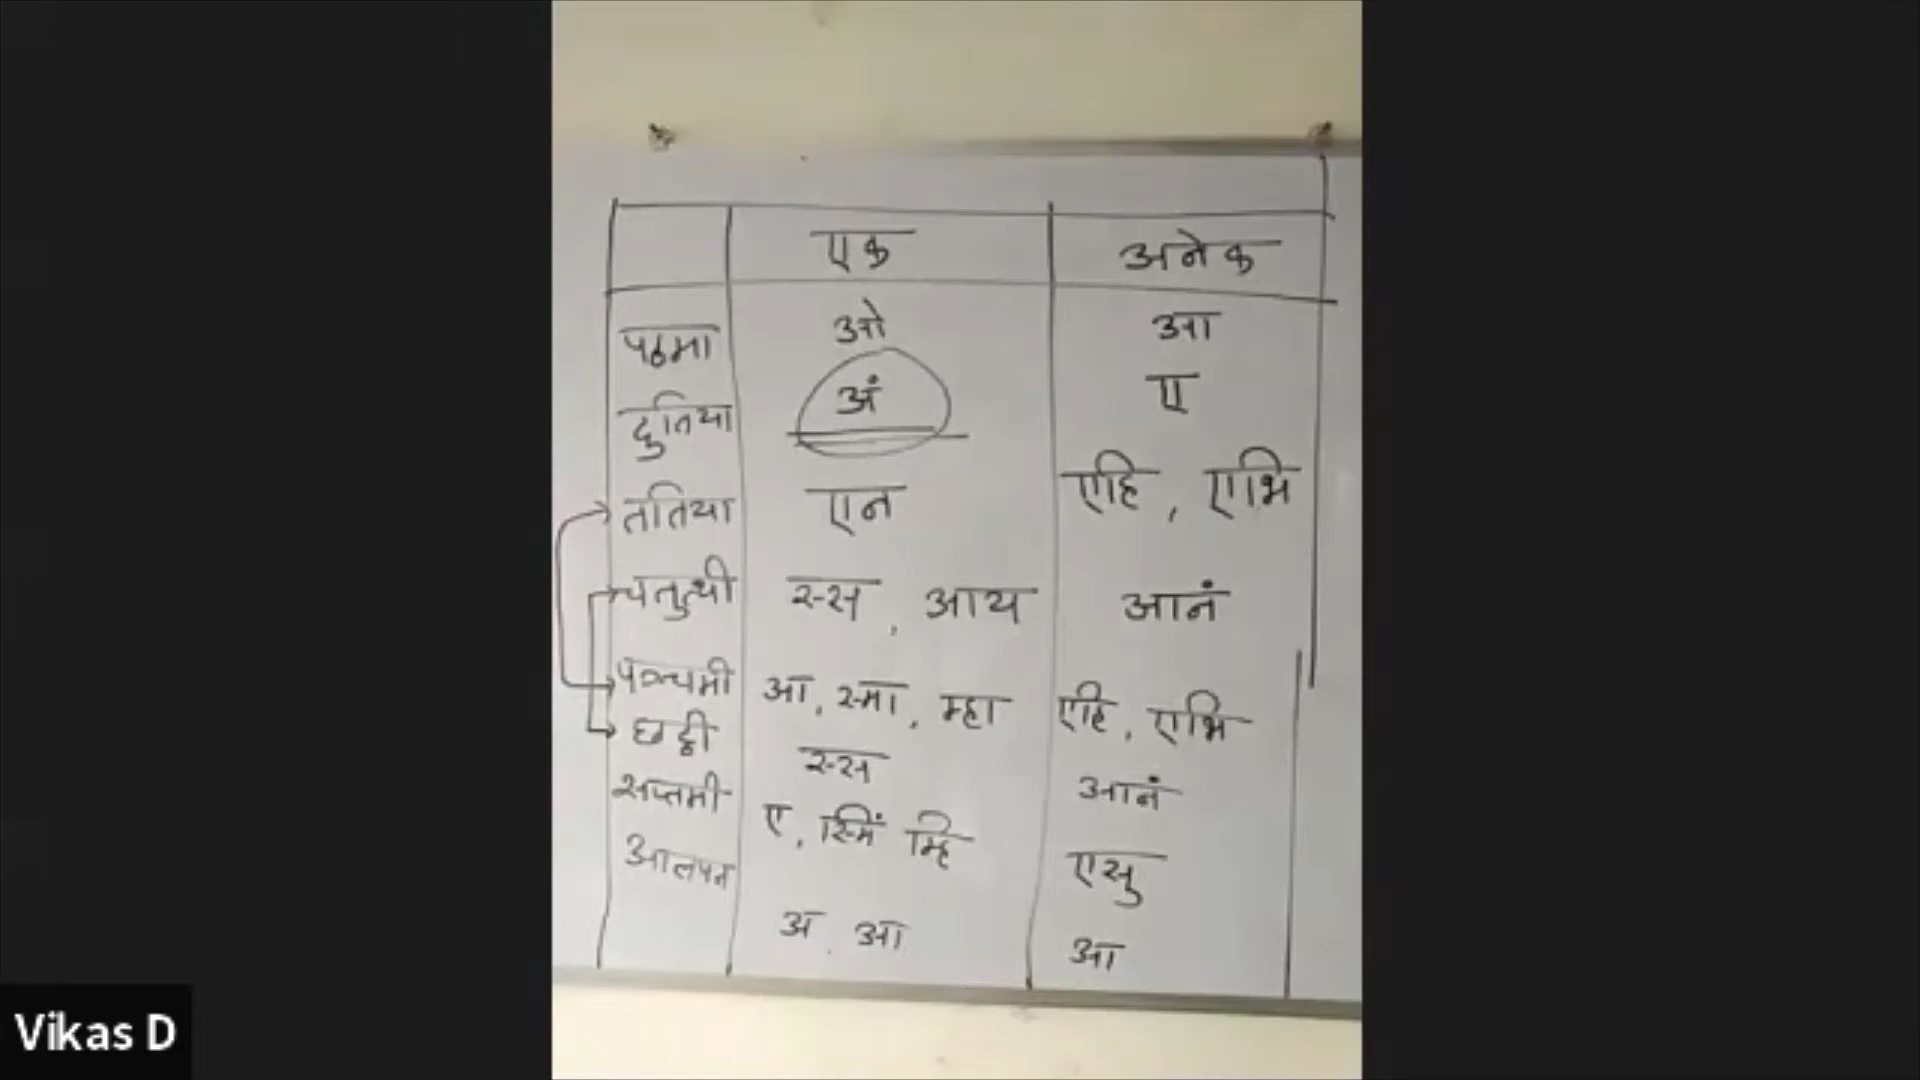 एक अनेक
पठमा ओ आ
दुतिया अं ए
ततिया एन एहि, एभि
चतुत्थी स्स, आय आनं
पञ्चमी आ, स्मा, म्हा एहि, एभि
छट्ठी स्स आनं
सप्तमी ए, स्मिं म्हि एसु
आलपन अ, आ आ
Vikas D